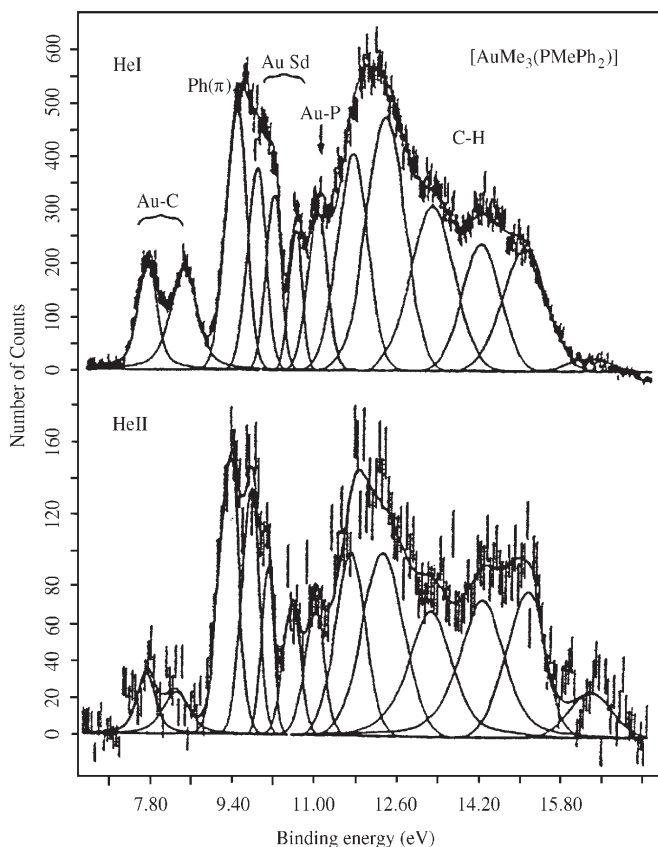 600
HeI
Au Sd
[AuMe3(PMePh2)]
500
Ph(π)
Au-P
400
C-H
300
Au-C
200
100
0
Number of Counts
HeII
160
120
80
60
40
20
0
7.80 9.40 11.00 12.60 14.20 15.80
Binding energy (eV)